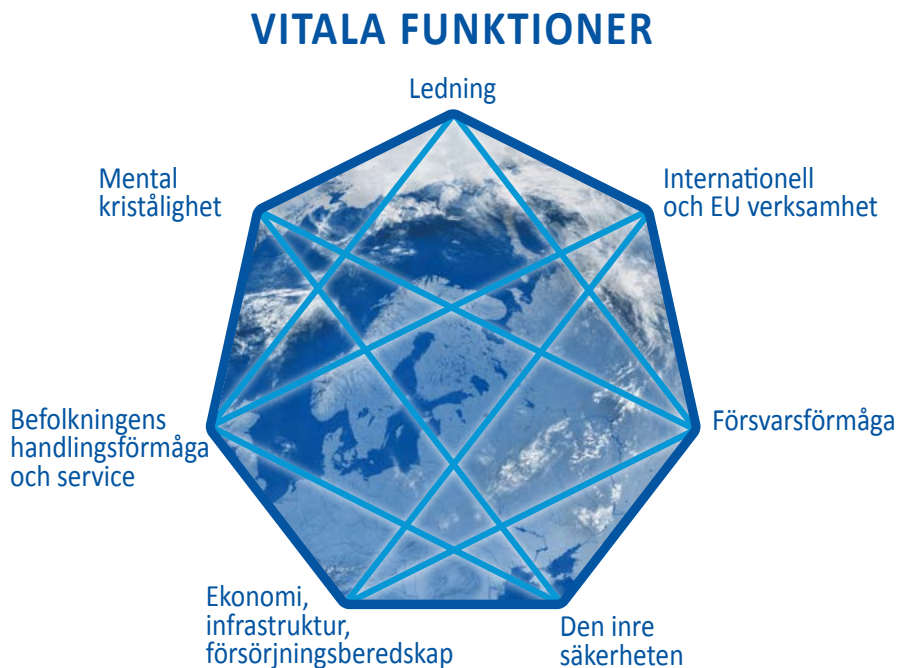 VITALA FUNKTIONER
Ledning
Mental
kristålighet
Internationell
och EU verksamhet
Befolkningens
handlingsförmåga
och service
Försvarsförmåga
Ekonomi,
infrastruktur,
försörjningsberedskap
Den inre
säkerheten